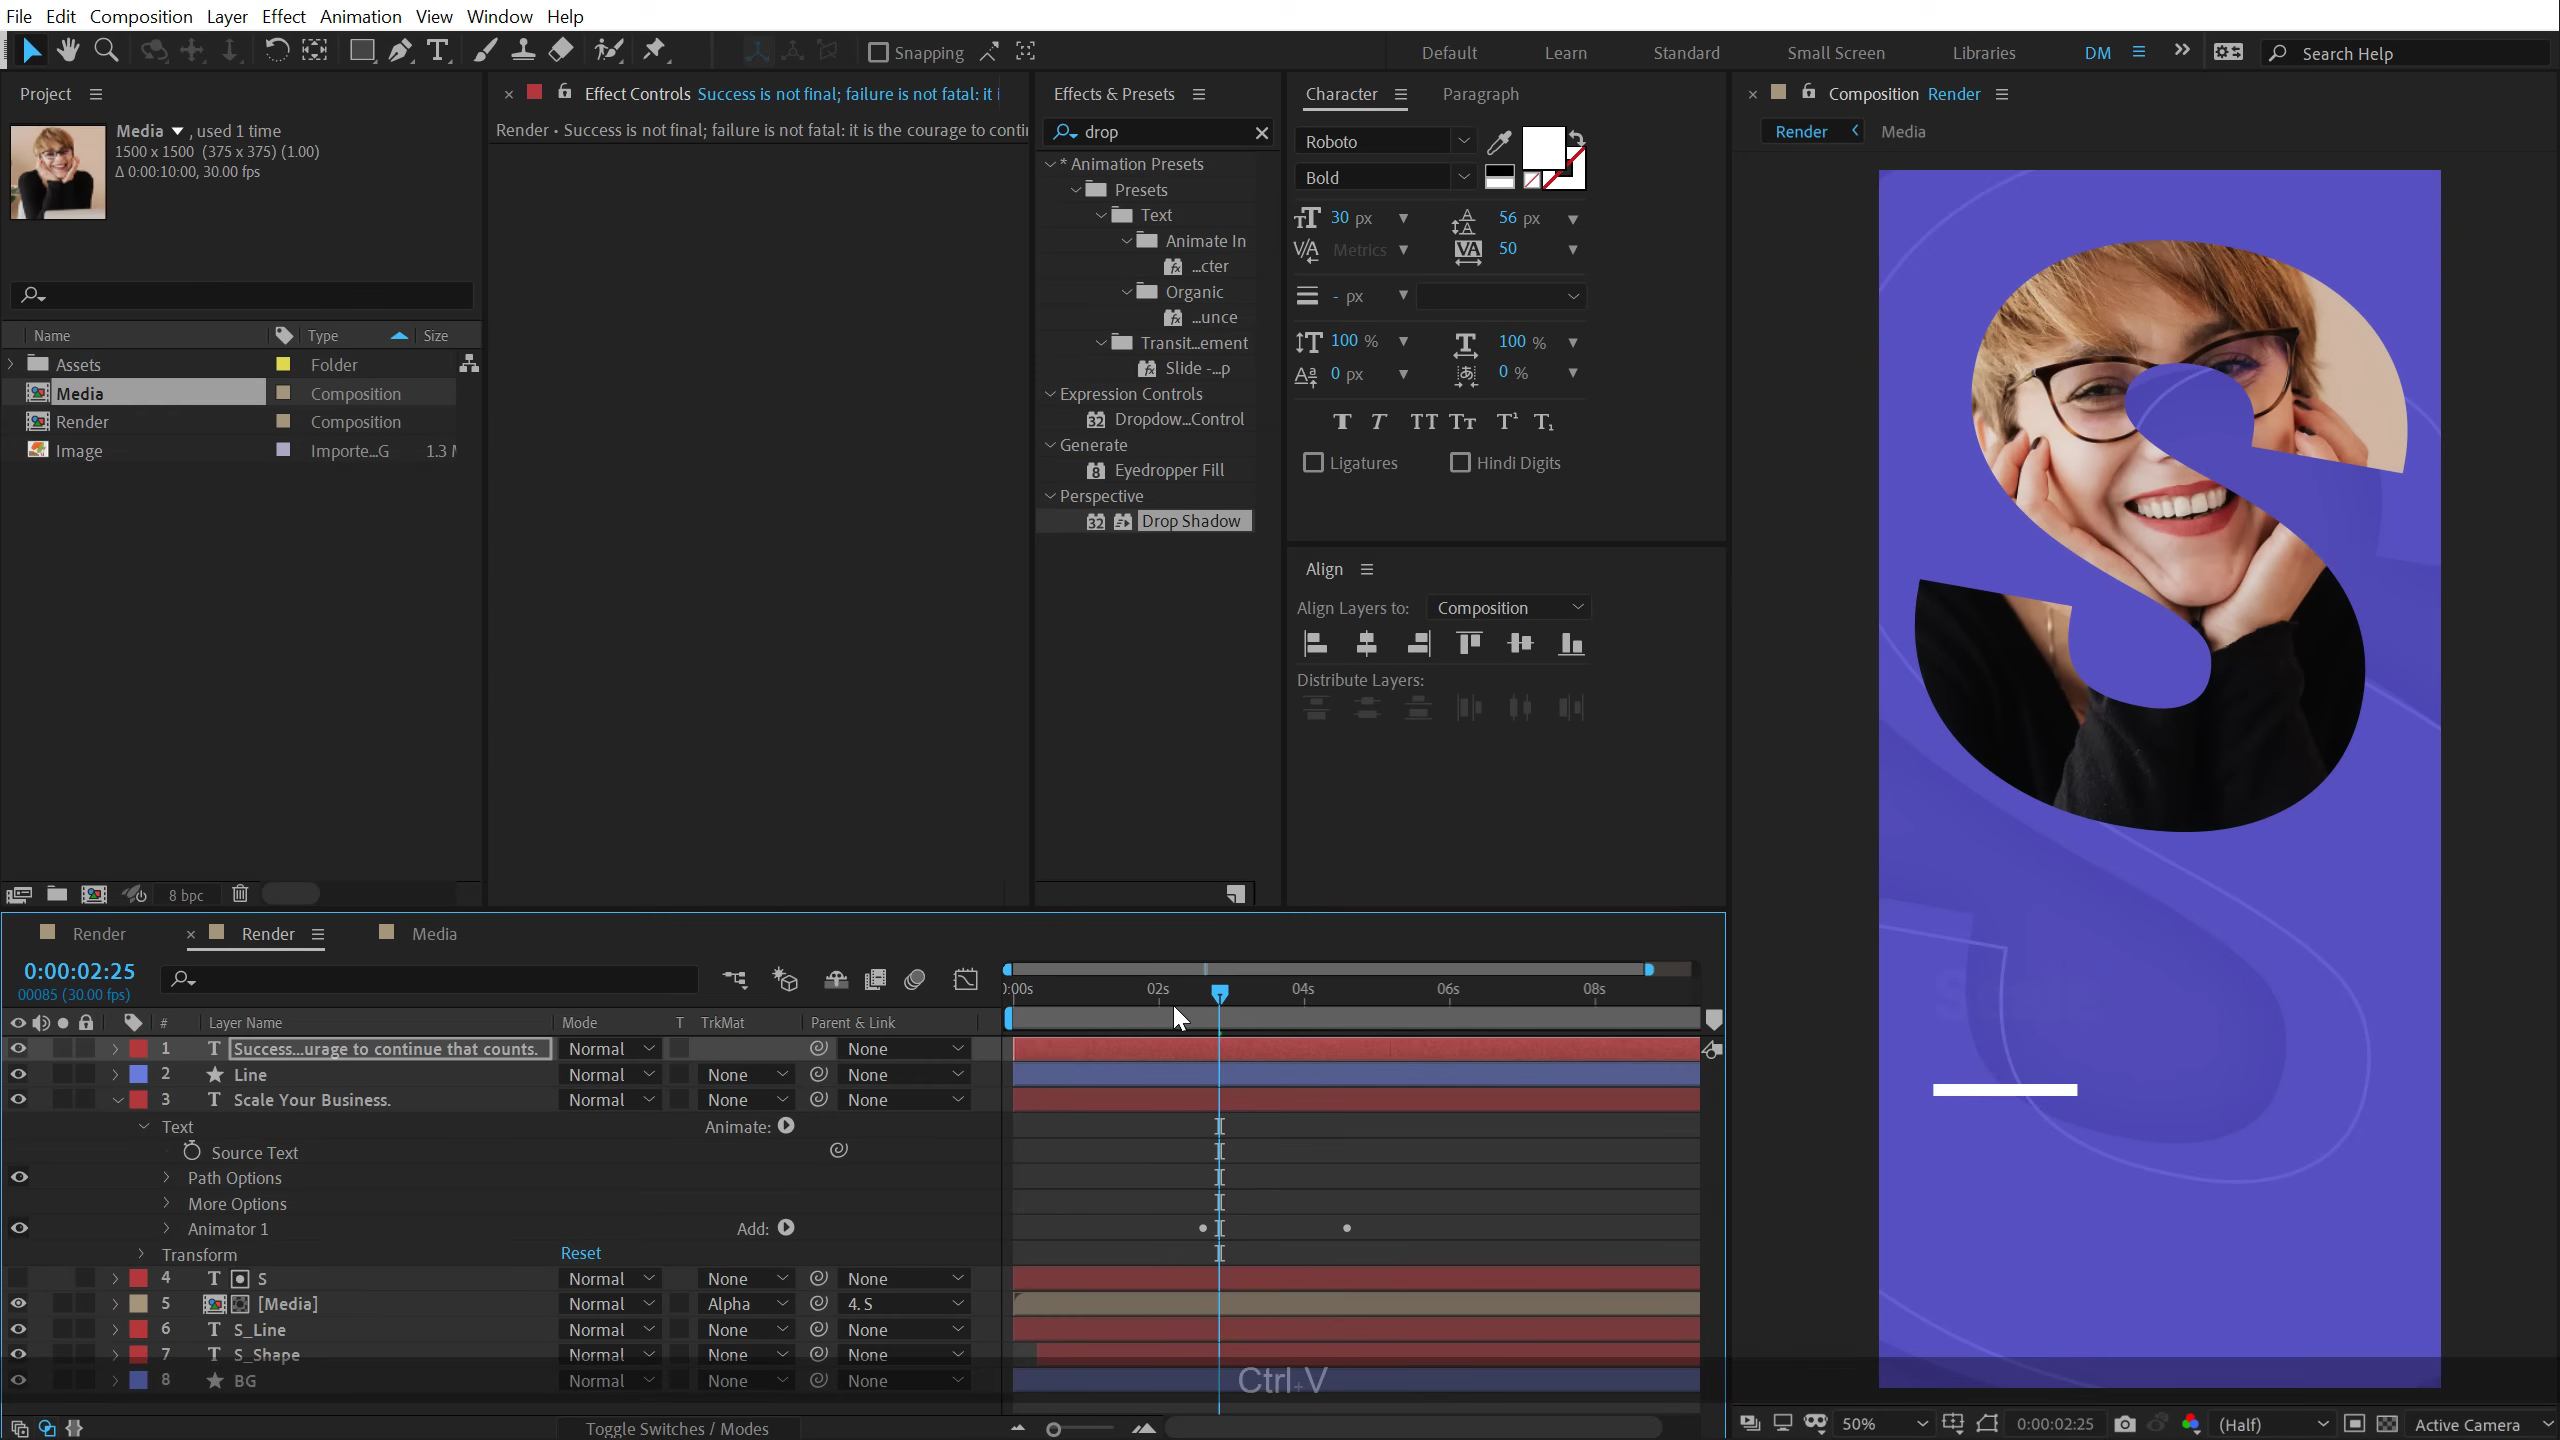 File Edit Composition Layer Effect Animation View Window Help
Snapping Default Learn Standard Small Screen Libraries DM Search Help
Project
Media , used 1 time
1500 x 1500 (375 x 375) (1.00)
Δ 0:00:10:00, 30.00 fps
Name Type Size
Assets Folder
Media Composition
Render Composition
Image Importe...G 1.3
8 bpc
Effect Controls Success is not final; failure is not fatal: it i
Render • Success is not final; failure is not fatal: it is the courage to conti
Effects & Presets
drop
* Animation Presets
Presets
Text
Animate In
...cter
Organic
...unce
Transit...ement
Slide -...p
Expression Controls
Dropdow...Control
Generate
Eyedropper Fill
Perspective
Drop Shadow
Character Paragraph
Roboto
Bold
30 px 56 px
Metrics 50
- px
100 % 100 %
0 px 0 %
Ligatures Hindi Digits
Align
Align Layers to: Composition
Distribute Layers:
Composition Render
Render Media
Render Render Media
0:00:02:25
00085 (30.00 fps)
0:00s 02s 04s 06s 08s
# Layer Name Mode T TrkMat Parent & Link
1 T Success...urage to continue that counts. Normal None
2 Line Normal None None
3 T Scale Your Business. Normal None None
Text Animate:
Source Text
Path Options
More Options
Animator 1 Add:
Transform Reset
4 T S Normal None None
5 [Media] Normal Alpha 4. S
6 T S_Line Normal None None
7 T S_Shape Normal None None
8 BG Normal None None
Ctrl+V
Toggle Switches / Modes
50% 0:00:02:25 (Half) Active Camera